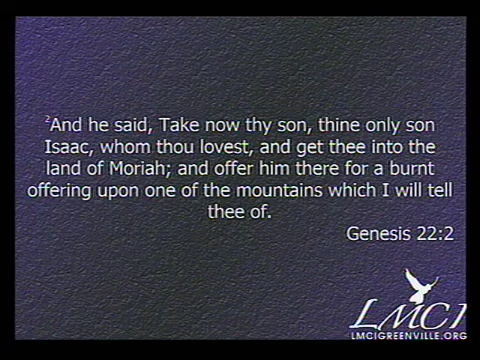 ²And he said, Take now thy son, thine only son
Isaac, whom thou lovest, and get thee into the
land of Moriah; and offer him there for a burnt
offering upon one of the mountains which I will tell
thee of.
Genesis 22:2
LMCI
LMCIGREENVILLE.ORG